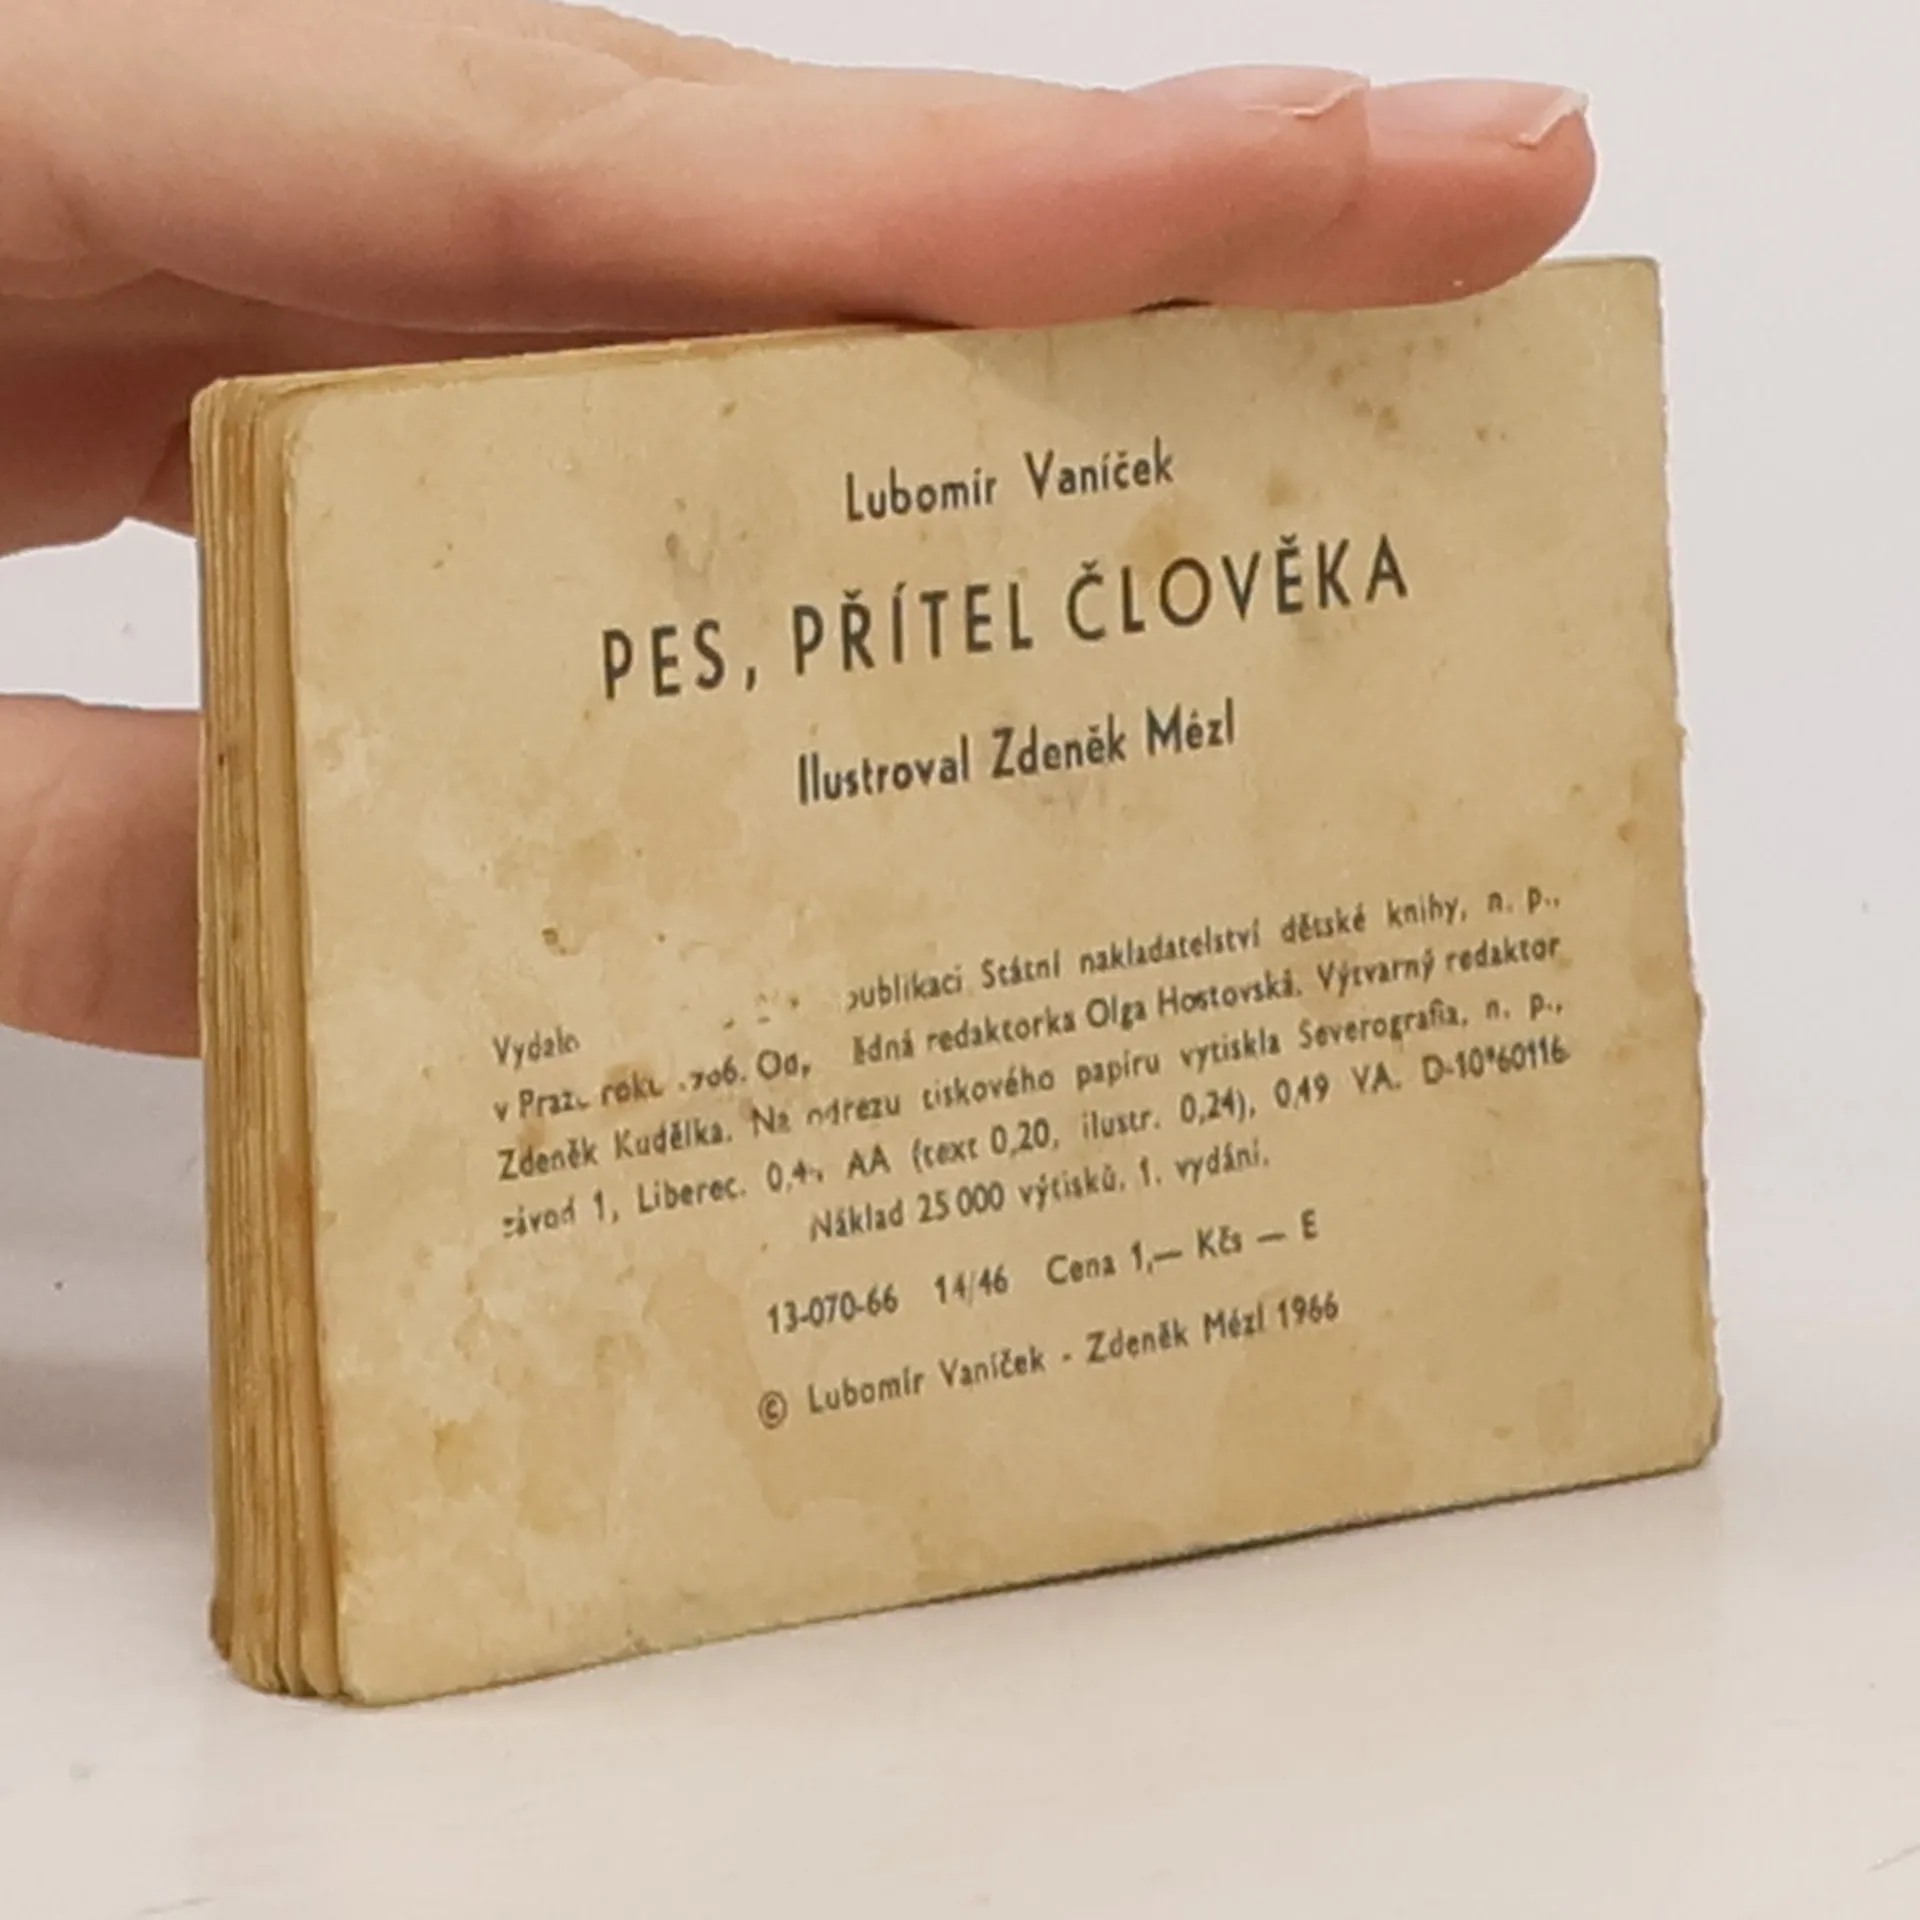 Lubomír Vaníček
PES, PŘÍTEL ČLOVĚKA
Ilustroval Zdeněk Mézl
Vydalo publikaci Státní nakladatelství dětské knihy, n. p.,
v redaktorka Olga Hostovská. Výtvarný redaktor
Zdeněk Kudělka. Na tiskového papíru vytiskla Severografia, n. p.,
závod 1, Liberec. AA (text 0,20, ilustr. 0,24), 0,49 VA. D-10*60116
Náklad 25 000 výtisků. 1. vydání.
13-070-66 14/46 Cena 1,— Kčs — E
© Lubomír Vaníček - Zdeněk Mézl 1966